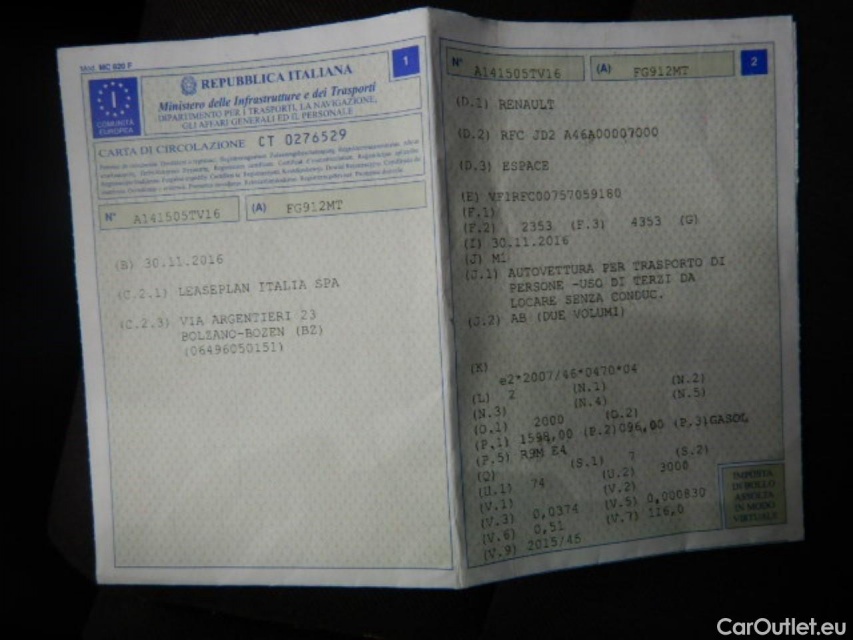 Mod. MC 820 F
1
COMUNITÀ
EUROPEA
REPUBBLICA ITALIANA
Ministero delle Infrastrutture e dei Trasporti
DIPARTIMENTO PER I TRASPORTI, LA NAVIGAZIONE,
GLI AFFARI GENERALI ED IL PERSONALE
CARTA DI CIRCOLAZIONE CT 0276529
N° A141505TV16 (A) FG912MT
(B) 30.11.2016
(C.2.1) LEASEPLAN ITALIA SPA
(C.2.3) VIA ARGENTIERI 23
BOLZANO-BOZEN (BZ)
(06496050151)
N° A141505TV16 (A) FG912MT
2
(D.1) RENAULT
(D.2) RFC JD2 A46A00007000
(D.3) ESPACE
(E) VF1RFC00757059180
(F.1)
(F.2) 2353 (F.3) 4353 (G)
(I) 30.11.2016
(J) M1
(J.1) AUTOVETTURA PER TRASPORTO DI
PERSONE -USO DI TERZI DA
LOCARE SENZA CONDUC.
(J.2) AB (DUE VOLUMI)
(K)
e2*2007/46*0470*04
(L) 2 (N.1) (N.2)
(N.3) (N.4) (N.5)
(O.1) 2000 (O.2)
(P.1) 1598,00 (P.2)096,00 (P.3)GASOL
(P.5) R9M E4
(Q) (S.1) 7 (S.2)
(U.1) 74 (U.2) 3000
(V.1) (V.2)
(V.3) 0,0374 (V.5) 0,000830
(V.6) 0,51 (V.7) 116,0
(V.9) 2015/45
IMPOSTA
DI BOLLO
ASSOLTA
IN MODO
VIRTUALE
CarOutlet.eu